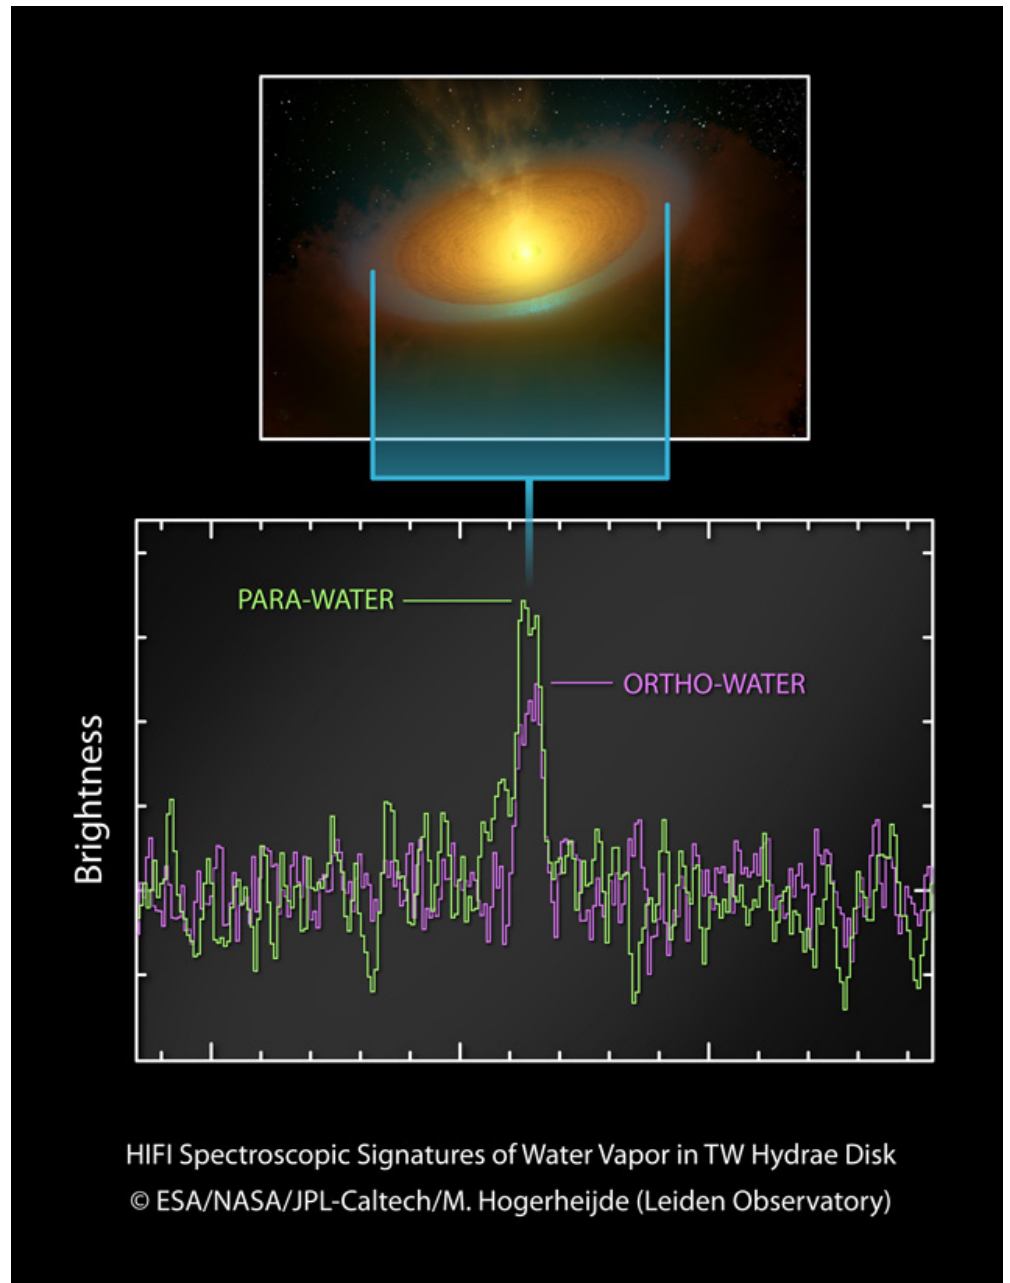 PARA-WATER
ORTHO-WATER
Brightness
HIFI Spectroscopic Signatures of Water Vapor in TW Hydrae Disk
© ESA/NASA/JPL-Caltech/M. Hogerheijde (Leiden Observatory)